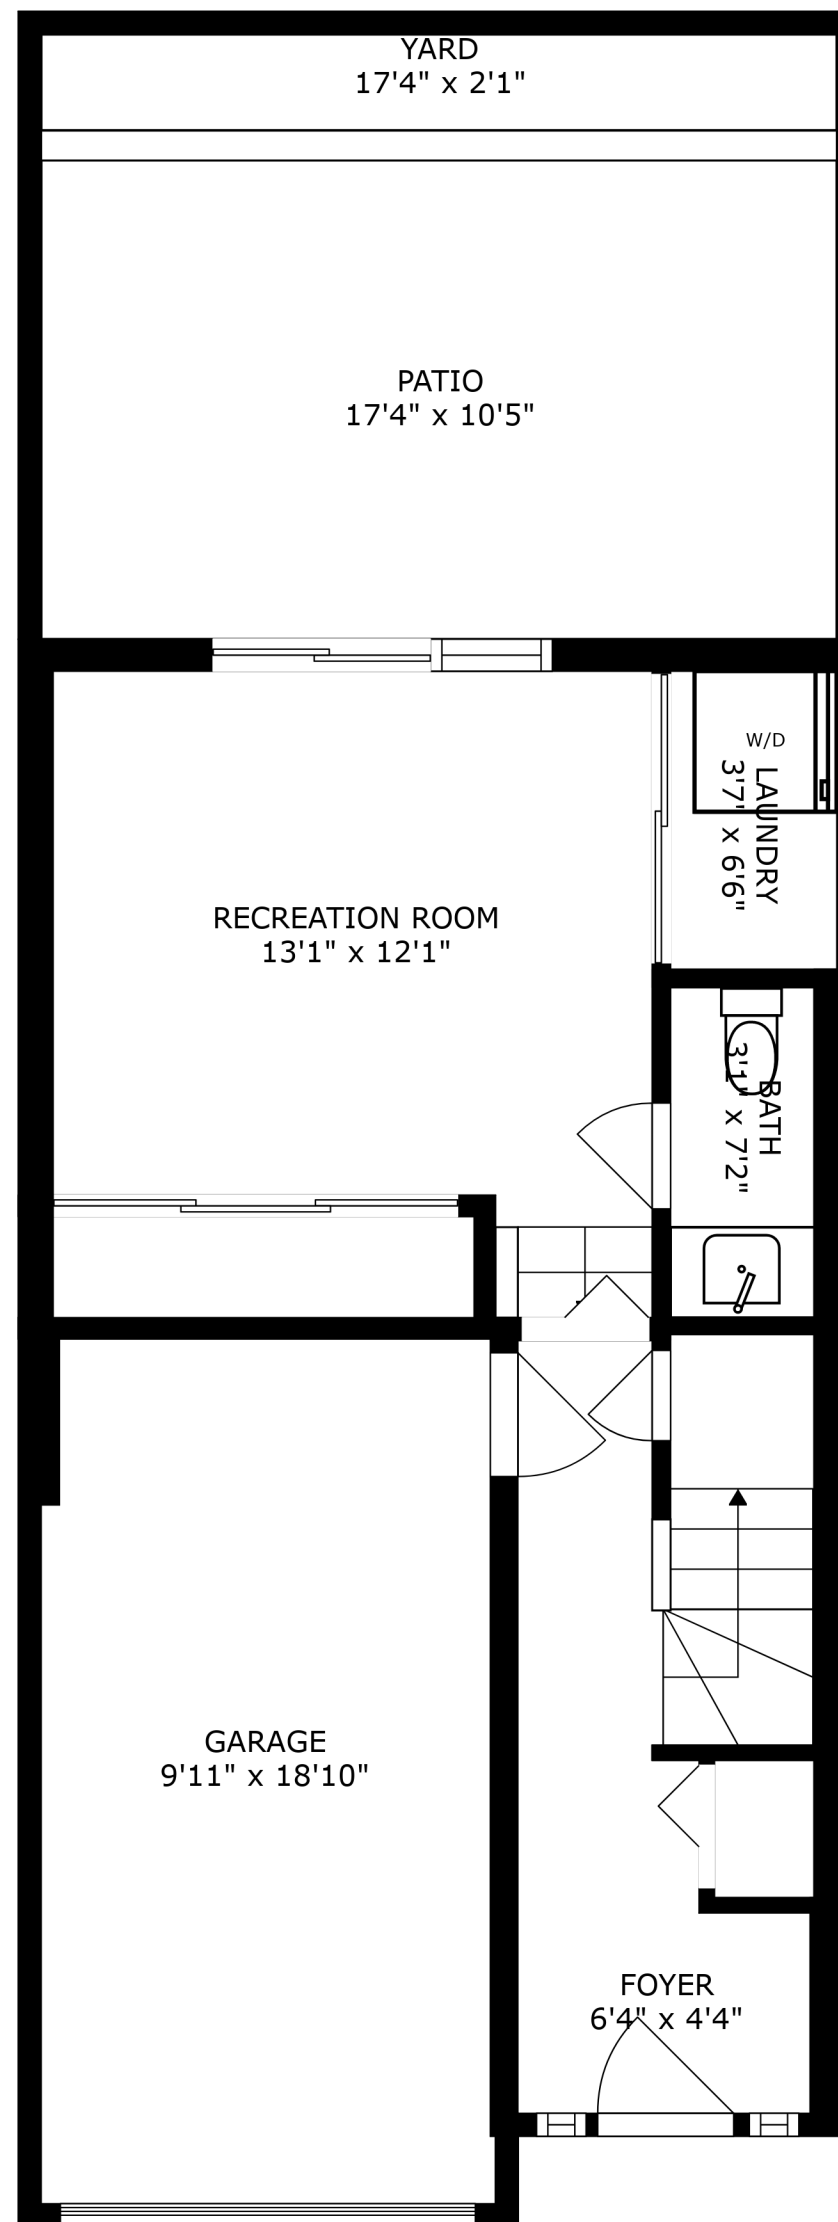 YARD
17'4" x 2'1"
PATIO
17'4" x 10'5"
W/D
LAUNDRY
3'7" x 6'6"
RECREATION ROOM
13'1" x 12'1"
BATH
3'1" x 7'2"
GARAGE
9'11" x 18'10"
FOYER
6'4" x 4'4"